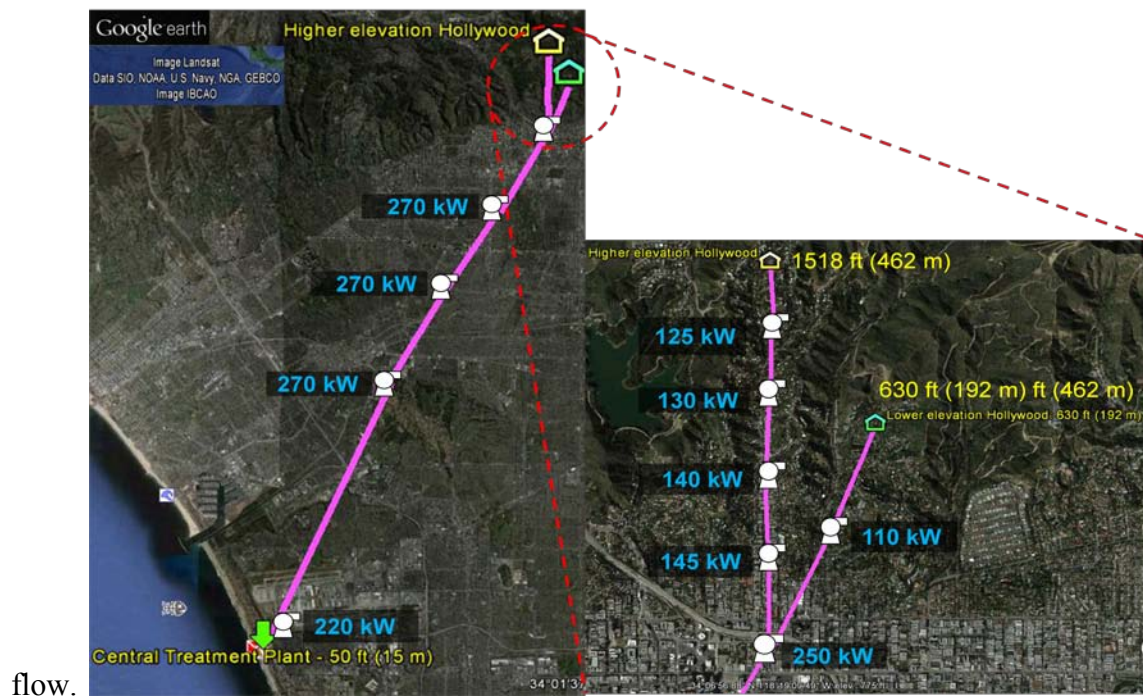 Google earth
Image Landsat
Data SIO, NOAA, U.S. Navy, NGA, GEBCO
Image IBCAO
Higher elevation Hollywood
270 kW
270 kW
270 kW
220 kW
Central Treatment Plant - 50 ft (15 m)
34°01'3
Higher elevation Hollywood
1518 ft (462 m)
125 kW
130 kW
630 ft (192 m) ft (462 m)
Lower elevation Hollywood 630 ft (192 m)
140 kW
110 kW
145 kW
250 kW
flow.